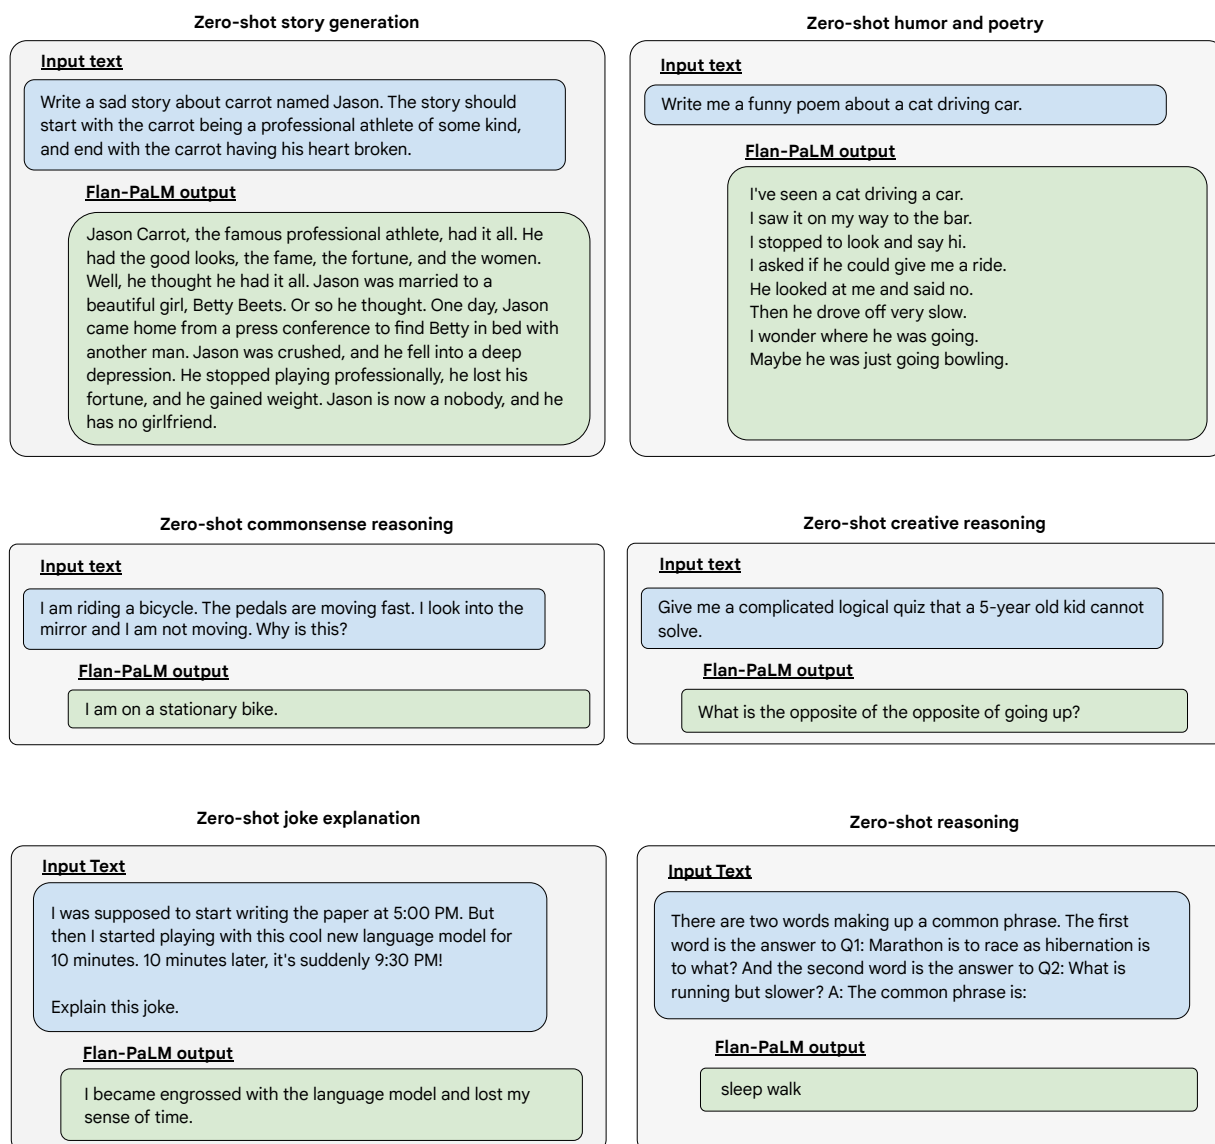 Zero-shot story generation
Input text
Write a sad story about carrot named Jason. The story should
start with the carrot being a professional athlete of some kind,
and end with the carrot having his heart broken.
Flan-PaLM output
Jason Carrot, the famous professional athlete, had it all. He
had the good looks, the fame, the fortune, and the women.
Well, he thought he had it all. Jason was married to a
beautiful girl, Betty Beets. Or so he thought. One day, Jason
came home from a press conference to find Betty in bed with
another man. Jason was crushed, and he fell into a deep
depression. He stopped playing professionally, he lost his
fortune, and he gained weight. Jason is now a nobody, and he
has no girlfriend.
Zero-shot humor and poetry
Input text
Write me a funny poem about a cat driving car.
Flan-PaLM output
I've seen a cat driving a car.
I saw it on my way to the bar.
I stopped to look and say hi.
I asked if he could give me a ride.
He looked at me and said no.
Then he drove off very slow.
I wonder where he was going.
Maybe he was just going bowling.
Zero-shot commonsense reasoning
Input text
I am riding a bicycle. The pedals are moving fast. I look into the
mirror and I am not moving. Why is this?
Flan-PaLM output
I am on a stationary bike.
Zero-shot creative reasoning
Input text
Give me a complicated logical quiz that a 5-year old kid cannot
solve.
Flan-PaLM output
What is the opposite of the opposite of going up?
Zero-shot joke explanation
Input Text
I was supposed to start writing the paper at 5:00 PM. But
then I started playing with this cool new language model for
10 minutes. 10 minutes later, it's suddenly 9:30 PM!
Explain this joke.
Flan-PaLM output
I became engrossed with the language model and lost my
sense of time.
Zero-shot reasoning
Input Text
There are two words making up a common phrase. The first
word is the answer to Q1: Marathon is to race as hibernation is
to what? And the second word is the answer to Q2: What is
running but slower? A: The common phrase is:
Flan-PaLM output
sleep walk